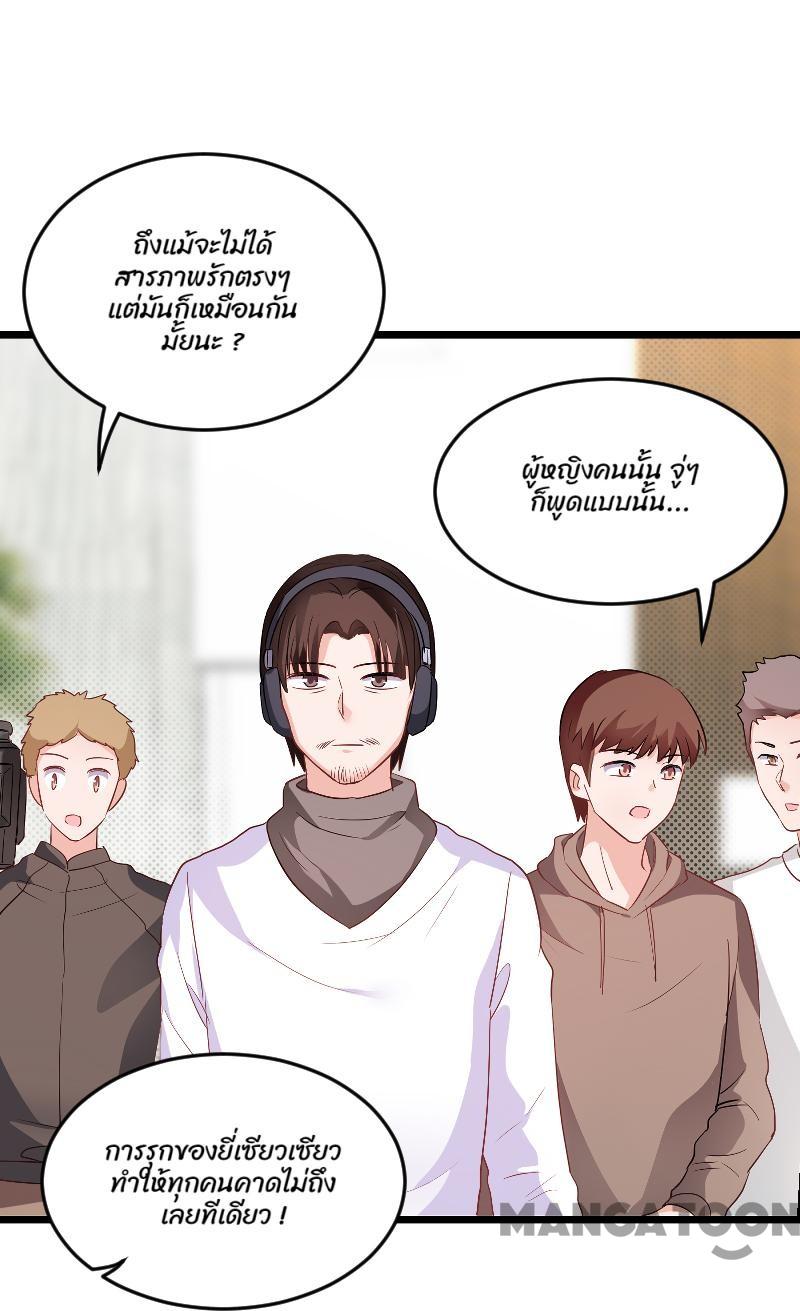 ถึงแม้จะไม่ได้
สารภาพรักตรงๆ
แต่มันก็เหมือนกัน
มั้ยนะ ?
ผู้หญิงคนนั้น จู่ๆ
ก็พูดแบบนั้น...
การรุกของยี่เซียวเซียว
ทำให้ทุกคนคาดไม่ถึง
เลยทีเดียว !
MANGATOON